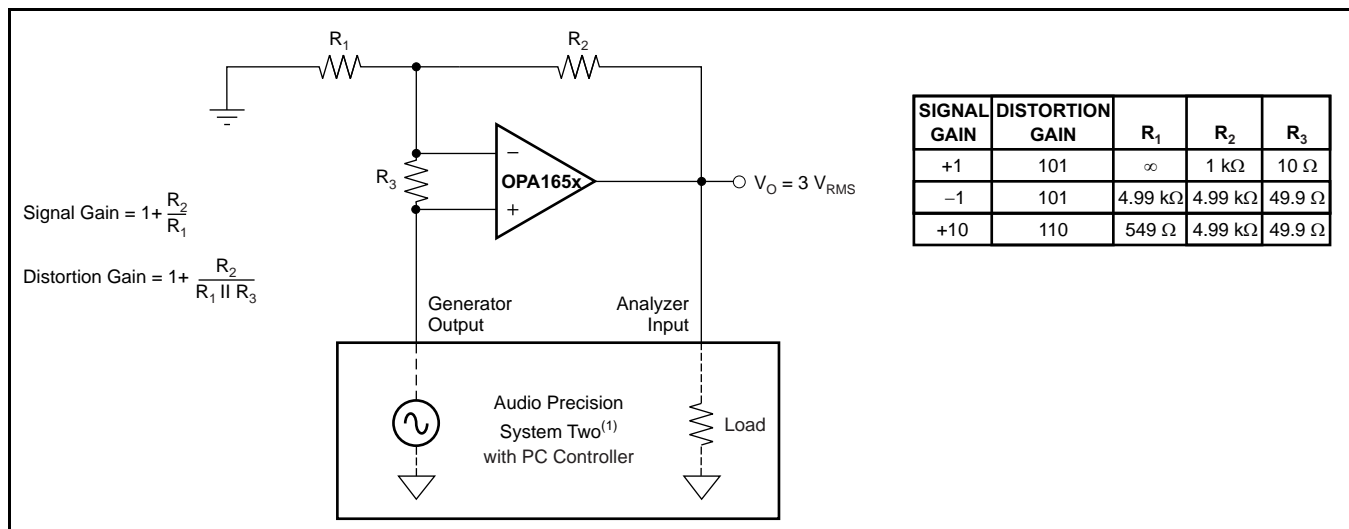 R1
R2
R3
−
+
OPA165x
VO = 3 VRMS
Signal Gain = 1+ R2/R1
Distortion Gain = 1+ R2/(R1 II R3)
Generator
Output
Analyzer
Input
Audio Precision
System Two(1)
with PC Controller
Load
SIGNAL GAIN DISTORTION GAIN R1 R2 R3
+1 101 ∞ 1 kΩ 10 Ω
−1 101 4.99 kΩ 4.99 kΩ 49.9 Ω
+10 110 549 Ω 4.99 kΩ 49.9 Ω